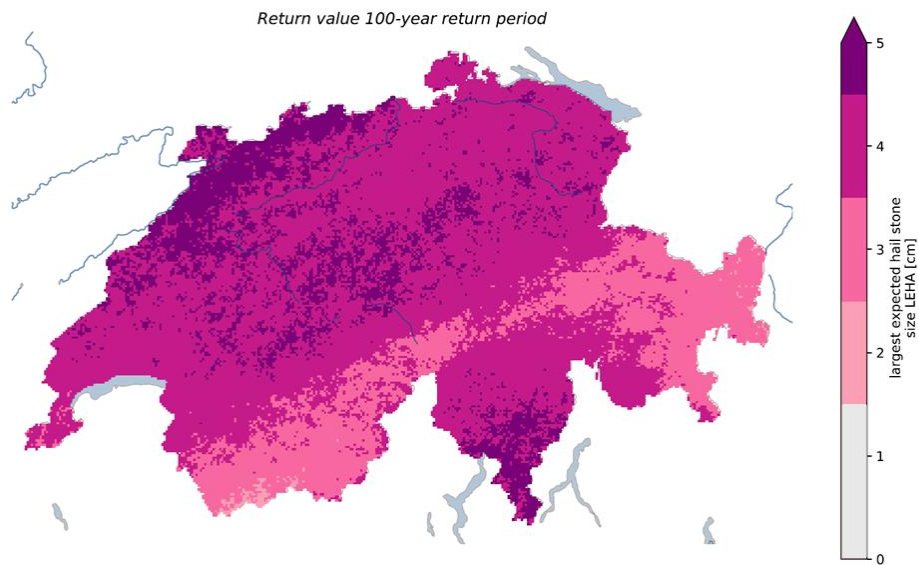 Return value 100-year return period
5
4
3
2
1
0
largest expected hail stone
size LEHA [cm]